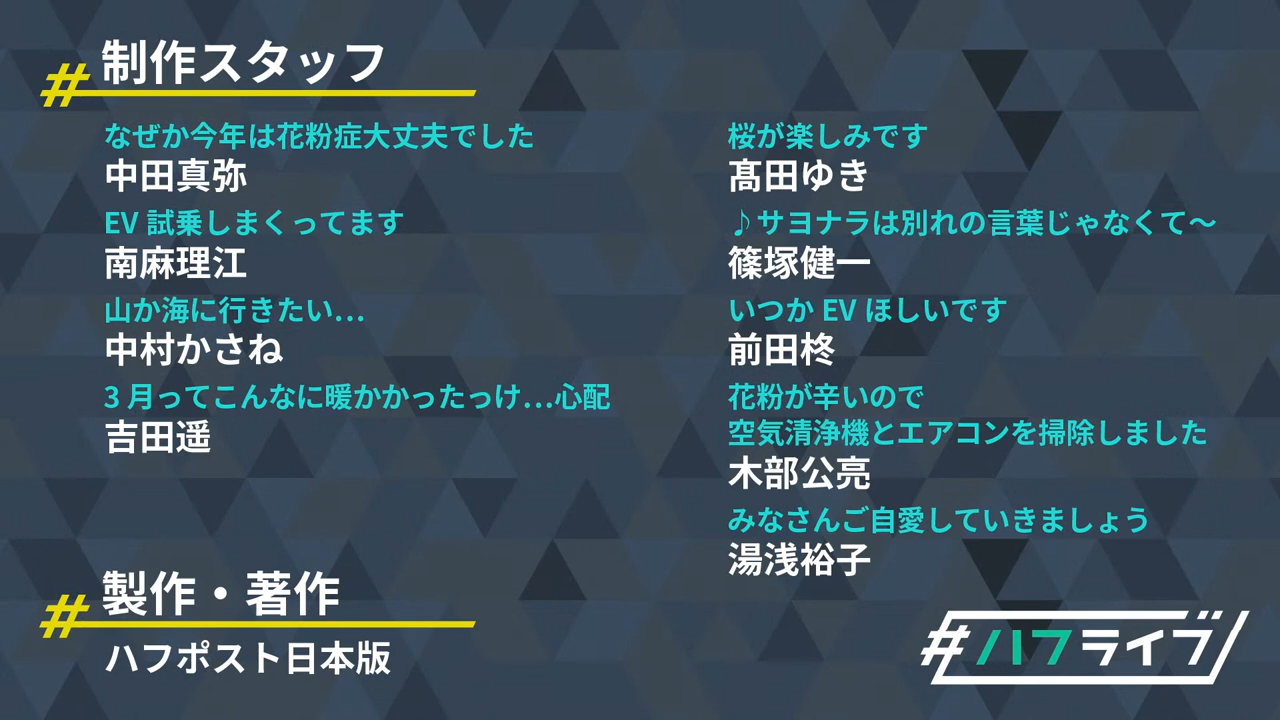 #制作スタッフ
なぜか今年は花粉症大丈夫でした
中田真弥
EV 試乗しまくってます
南麻理江
山か海に行きたい…
中村かさね
3 月ってこんなに暖かかったっけ…心配
吉田遥
桜が楽しみです
髙田ゆき
♪サヨナラは別れの言葉じゃなくて～
篠塚健一
いつか EV ほしいです
前田柊
花粉が辛いので
空気清浄機とエアコンを掃除しました
木部公亮
みなさんご自愛していきましょう
湯浅裕子
#製作・著作
ハフポスト日本版
#ハフライブ